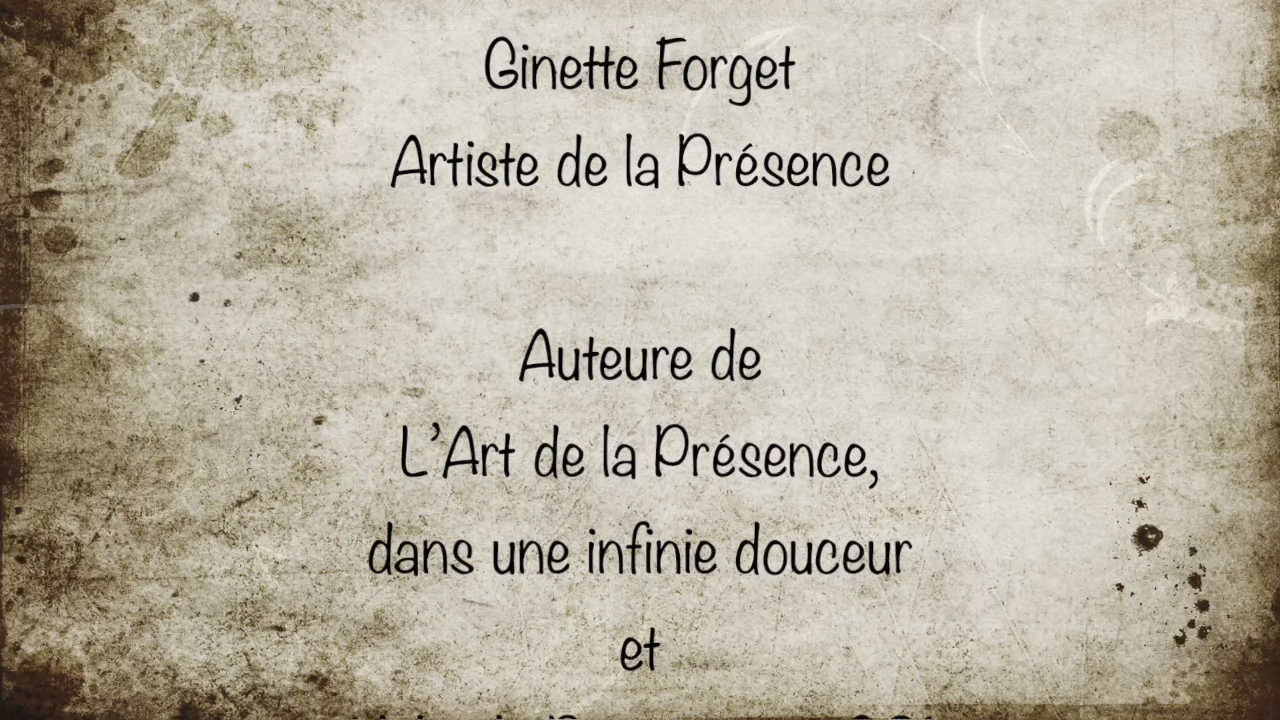 Ginette Forget
Artiste de la Présence
Auteure de
L’Art de la Présence,
dans une infinie douceur
et